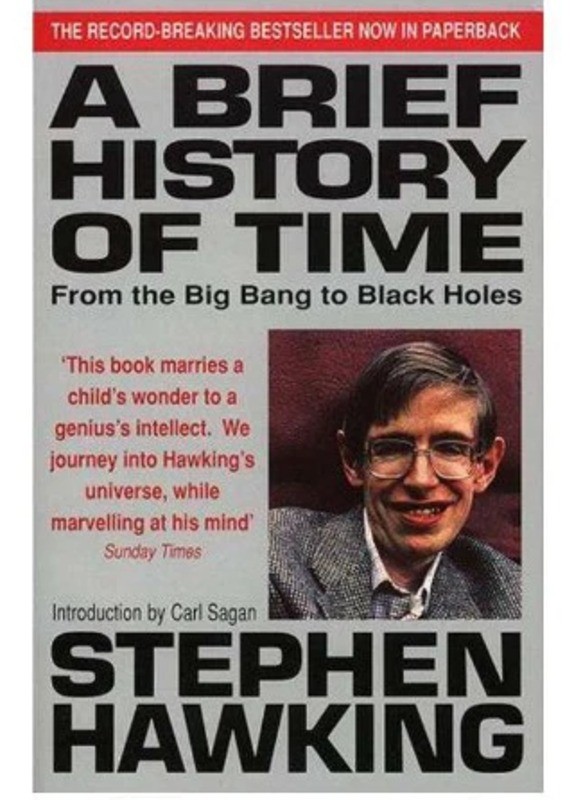 THE RECORD-BREAKING BESTSELLER NOW IN PAPERBACK
A BRIEF
HISTORY
OF TIME
From the Big Bang to Black Holes
'This book marries a
child's wonder to a
genius's intellect. We
journey into Hawking's
universe, while
marvelling at his mind'
Sunday Times
Introduction by Carl Sagan
STEPHEN
HAWKING